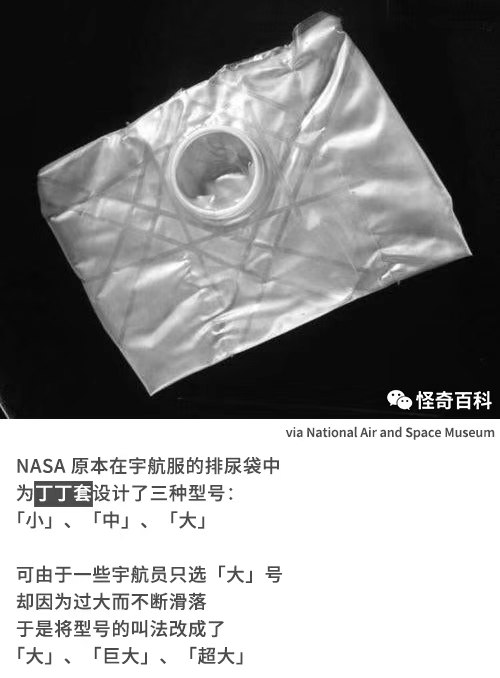 怪奇百科
via National Air and Space Museum
NASA 原本在宇航服的排尿袋中
为丁丁套设计了三种型号：
「小」、「中」、「大」
可由于一些宇航员只选「大」号
却因为过大而不断滑落
于是将型号的叫法改成了
「大」、「巨大」、「超大」